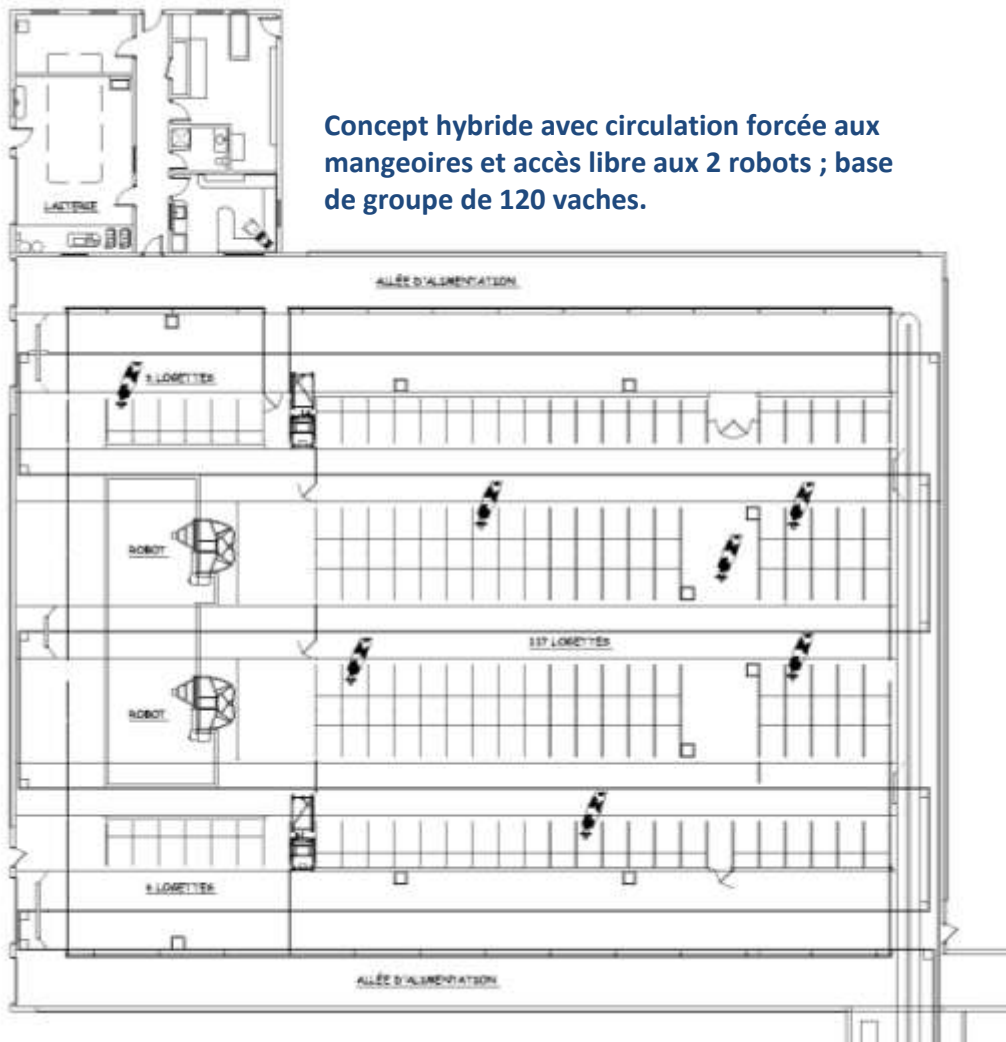 Concept hybride avec circulation forcée aux
mangeoires et accès libre aux 2 robots ; base
de groupe de 120 vaches.
LAITERIE
ALLÉE D'ALIMENTATION
LOGETTES
ROBOT
117 LOGETTES
ROBOT
LOGETTES
ALLÉE D'ALIMENTATION